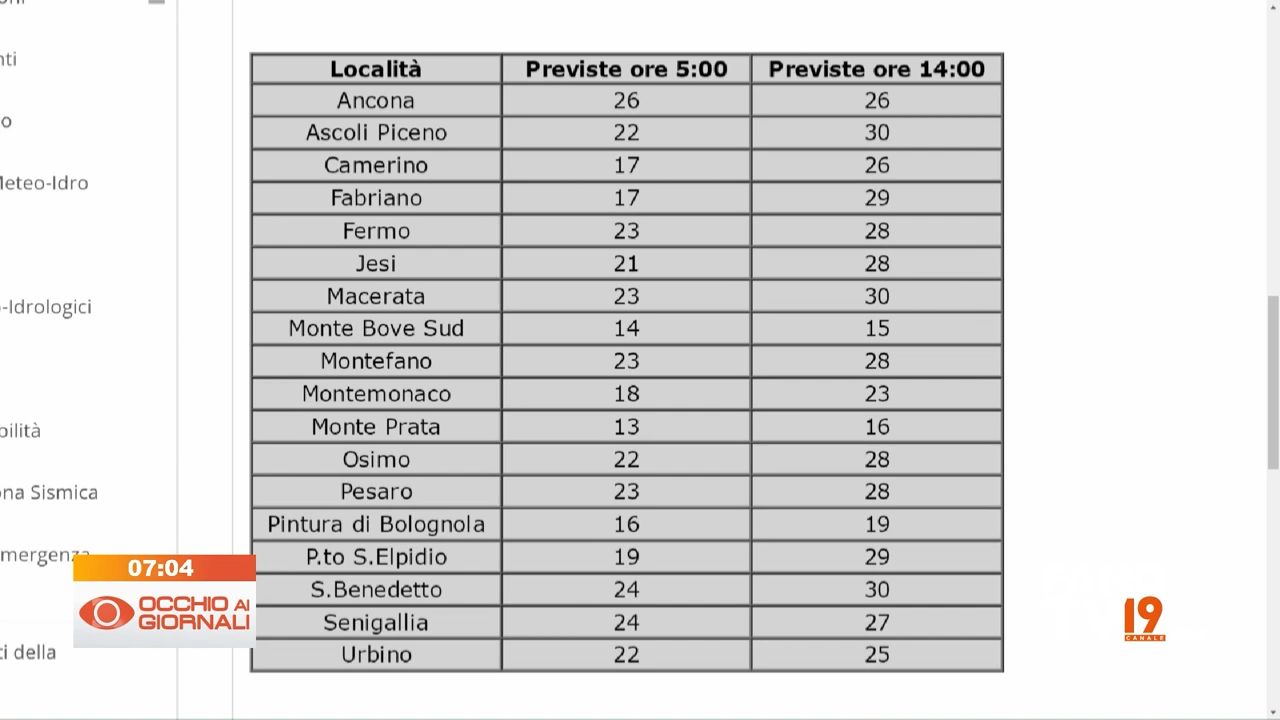 nti
o
Meteo-Idro
-Idrologici
bilità
ona Sismica
mergenza
ti della
Località Previste ore 5:00 Previste ore 14:00
Ancona 26 26
Ascoli Piceno 22 30
Camerino 17 26
Fabriano 17 29
Fermo 23 28
Jesi 21 28
Macerata 23 30
Monte Bove Sud 14 15
Montefano 23 28
Montemonaco 18 23
Monte Prata 13 16
Osimo 22 28
Pesaro 23 28
Pintura di Bolognola 16 19
P.to S.Elpidio 19 29
S.Benedetto 24 30
Senigallia 24 27
Urbino 22 25
07:04
OCCHIO AI
GIORNALI
19
CANALE